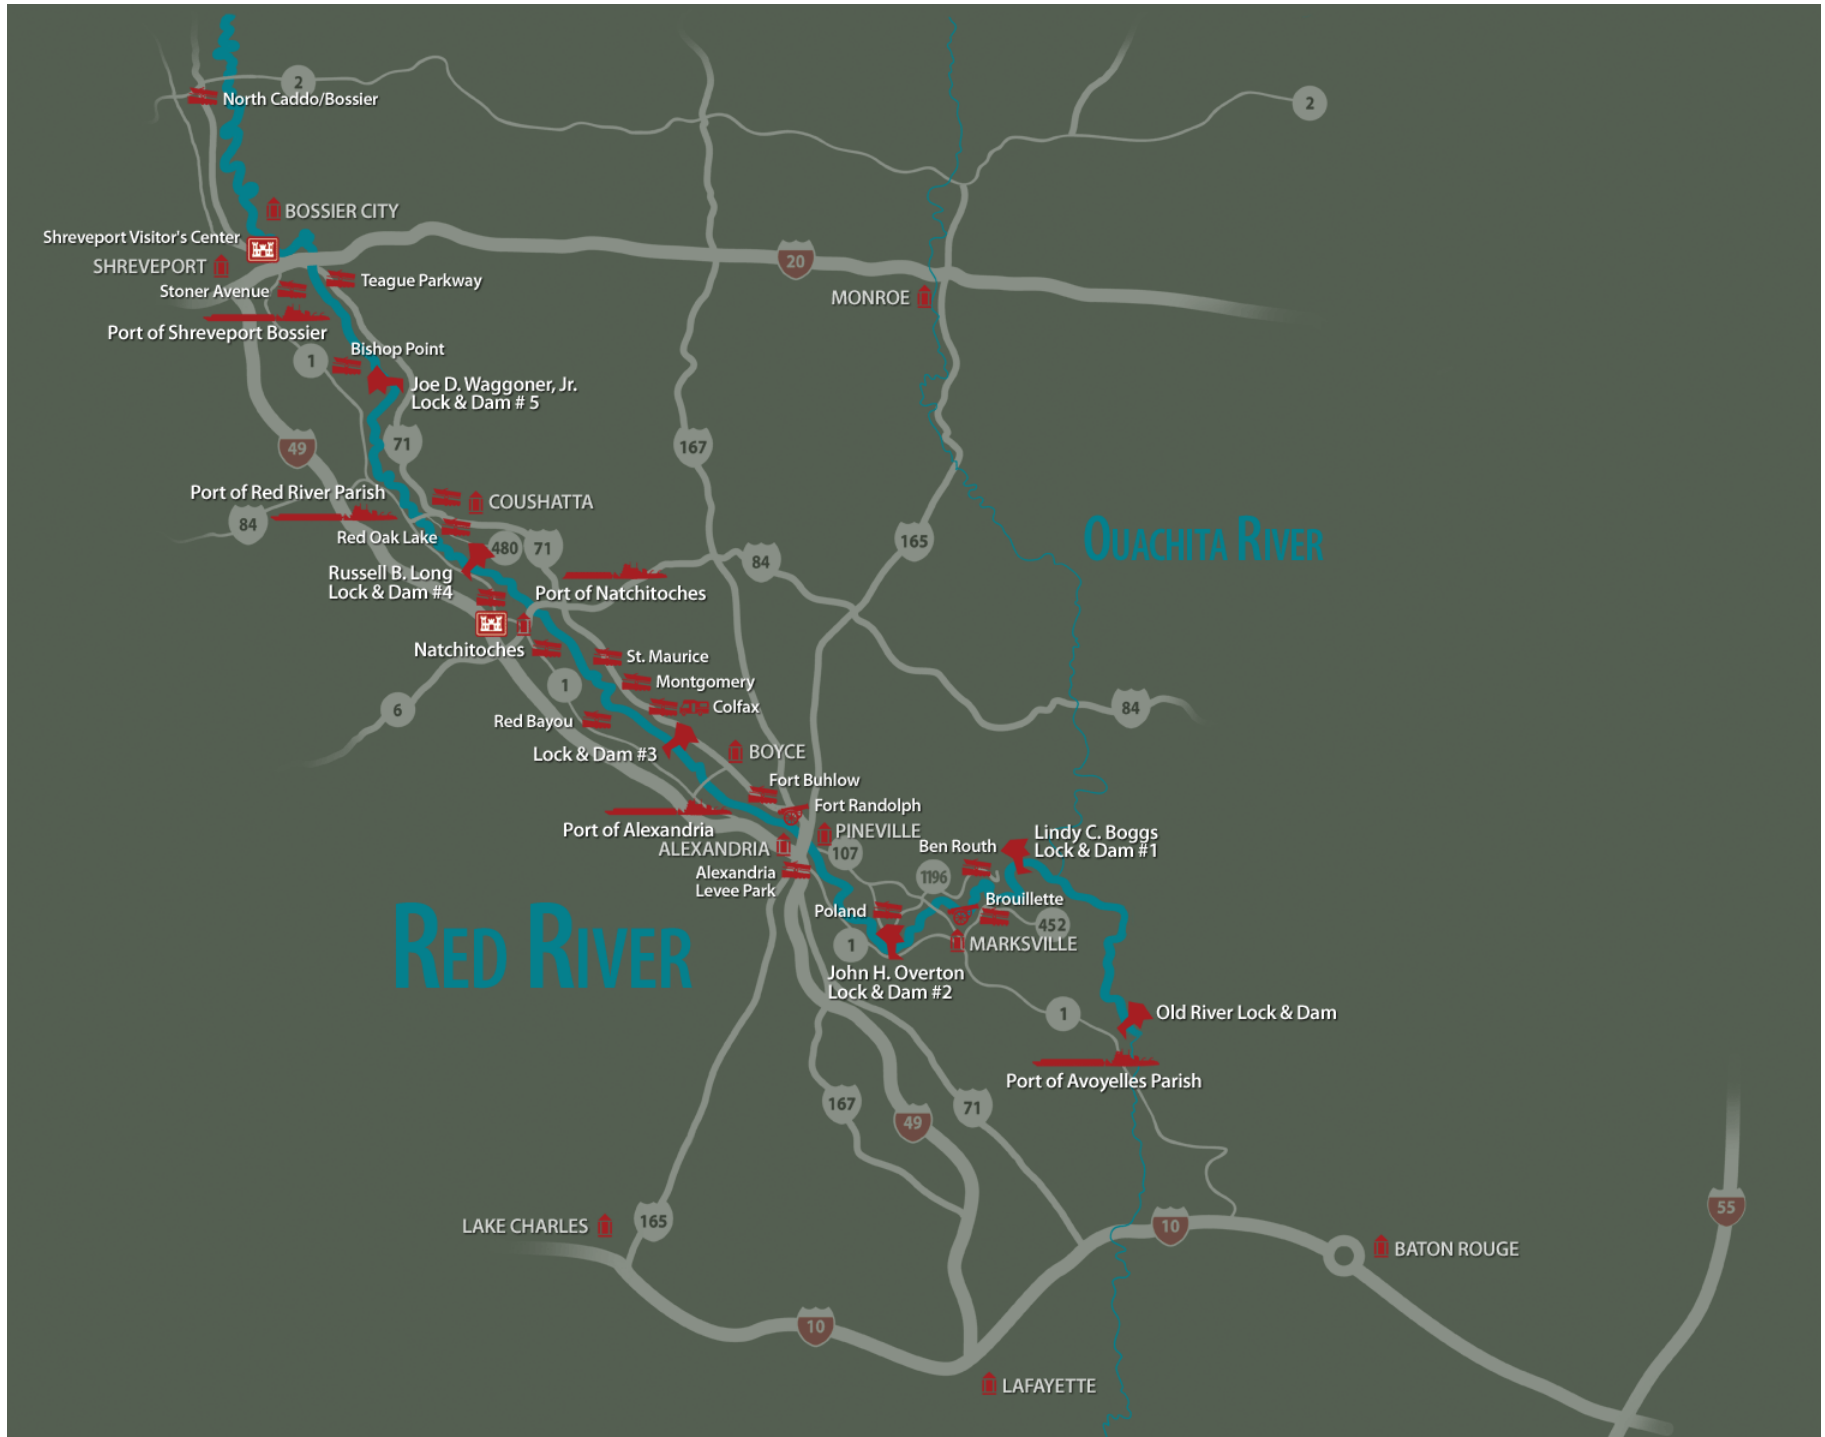 2
North Caddo/Bossier
2
BOSSIER CITY
Shreveport Visitor's Center
SHREVEPORT
20
Teague Parkway
Stoner Avenue
MONROE
Port of Shreveport Bossier
Bishop Point
1
Joe D. Waggoner, Jr.
Lock & Dam # 5
71
49
167
Port of Red River Parish
COUSHATTA
84
Red Oak Lake
480
71
165
OUACHITA RIVER
84
Russell B. Long
Lock & Dam #4
Port of Natchitoches
Natchitoches
St. Maurice
1
Montgomery
6
Colfax
84
Red Bayou
Lock & Dam #3
BOYCE
Fort Buhlow
Fort Randolph
Port of Alexandria
PINEVILLE
ALEXANDRIA
107
Ben Routh
Lindy C. Boggs
Lock & Dam #1
Alexandria
Levee Park
1196
Brouillette
Poland
452
RED RIVER
1
MARKSVILLE
John H. Overton
Lock & Dam #2
1
Old River Lock & Dam
Port of Avoyelles Parish
167
49
71
LAKE CHARLES
165
10
55
BATON ROUGE
10
LAFAYETTE